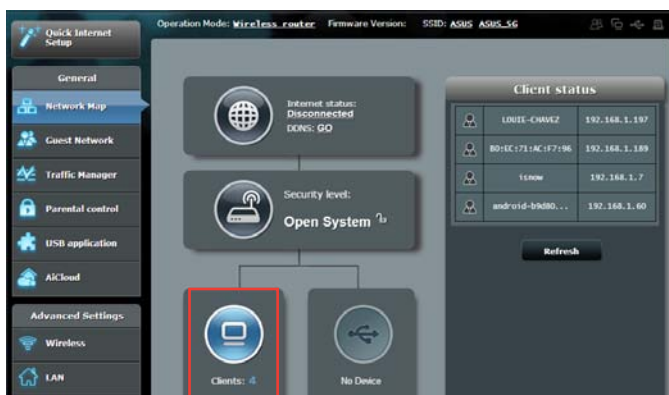 Quick Internet
Setup
Operation Mode: Wireless router Firmware Version: SSID: ASUS ASUS_5G
General
Network Map
Guest Network
Traffic Manager
Parental control
USB application
AiCloud
Advanced Settings
Wireless
LAN
Internet status:
Disconnected
DDNS: GO
Security level:
Open System
Clients: 4
No Device
Client status
LOUIE-CHAVEZ 192.168.1.197
BO:EC:71:AC:F7:96 192.168.1.189
isnow 192.168.1.7
android-b9d80... 192.168.1.60
Refresh